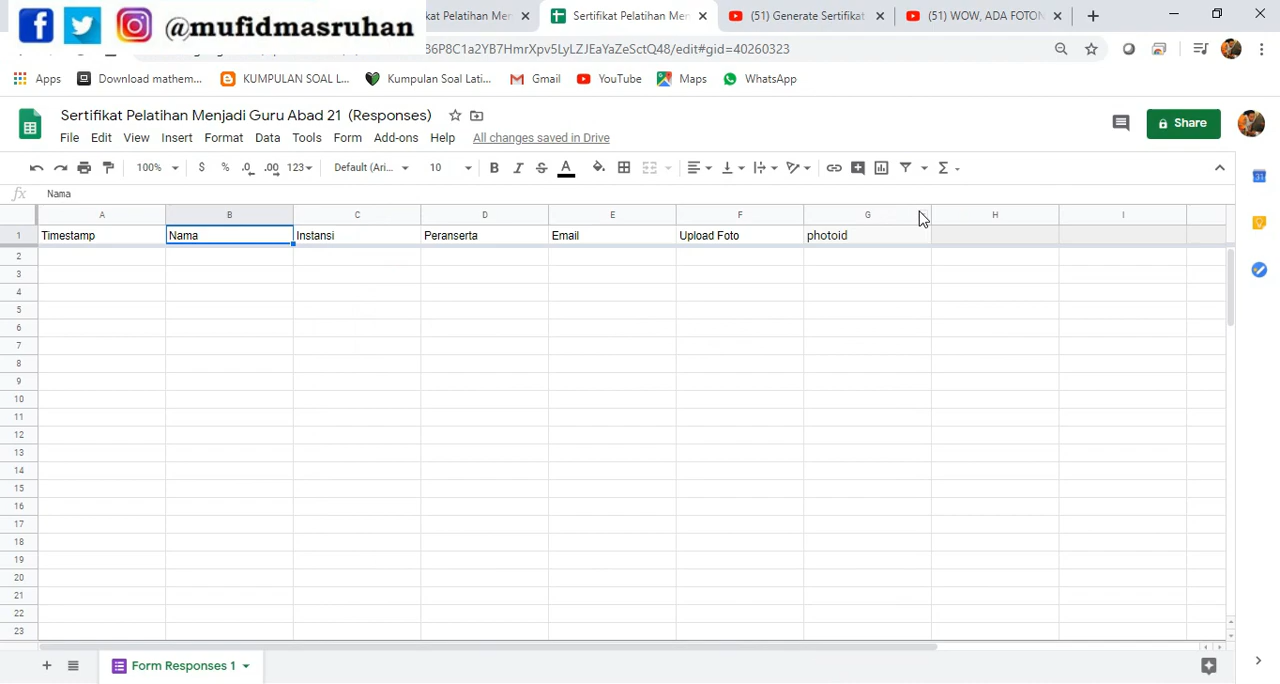 @mufidmasruhan
kat Pelatihan Me
Sertifikat Pelatihan Mer
(51) Generate Sertifikat
(51) WOW, ADA FOTON
86P8C1a2YB7HmrXpv5LyLZJEaYaZeSctQ48/edit#gid=40260323
Apps
Download mathem...
KUMPULAN SOAL L...
Kumpulan Soal Lati...
Gmail
YouTube
Maps
WhatsApp
Sertifikat Pelatihan Menjadi Guru Abad 21 (Responses)
Share
File Edit View Insert Format Data Tools Form Add-ons Help All changes saved in Drive
100% $ % .0 .00 123 Default (Ari... 10 B I S A
fx Nama
A B C D E F G H I
1 Timestamp Nama Instansi Peranserta Email Upload Foto photoid
2
3
4
5
6
7
8
9
10
11
12
13
14
15
16
17
18
19
20
21
22
23
Form Responses 1